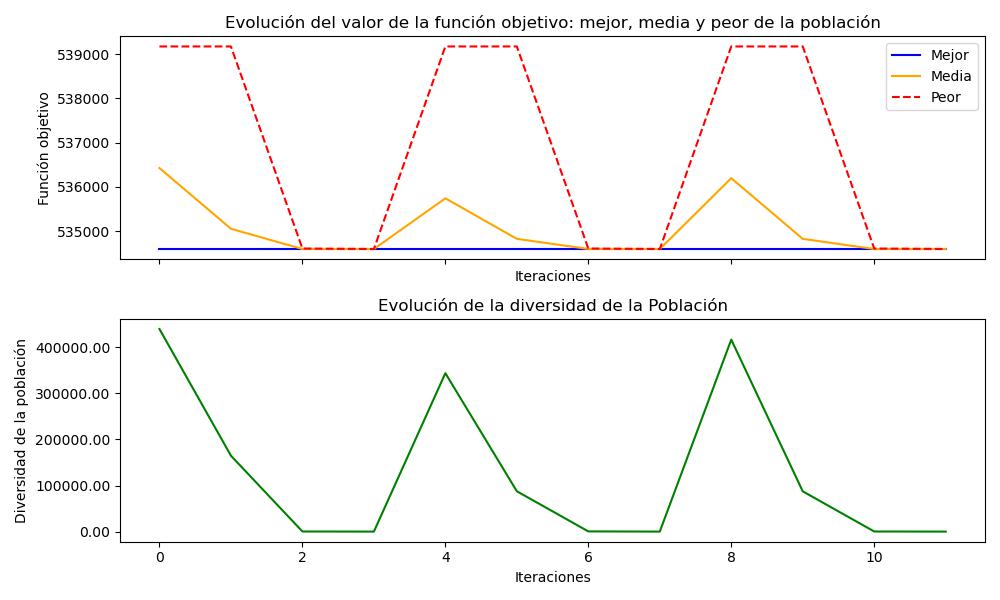 Evolución del valor de la función objetivo: mejor, media y peor de la población
Función objetivo
539000
538000
537000
536000
535000
Mejor
Media
Peor
Iteraciones
Evolución de la diversidad de la Población
Diversidad de la población
400000.00
300000.00
200000.00
100000.00
0.00
0 2 4 6 8 10
Iteraciones